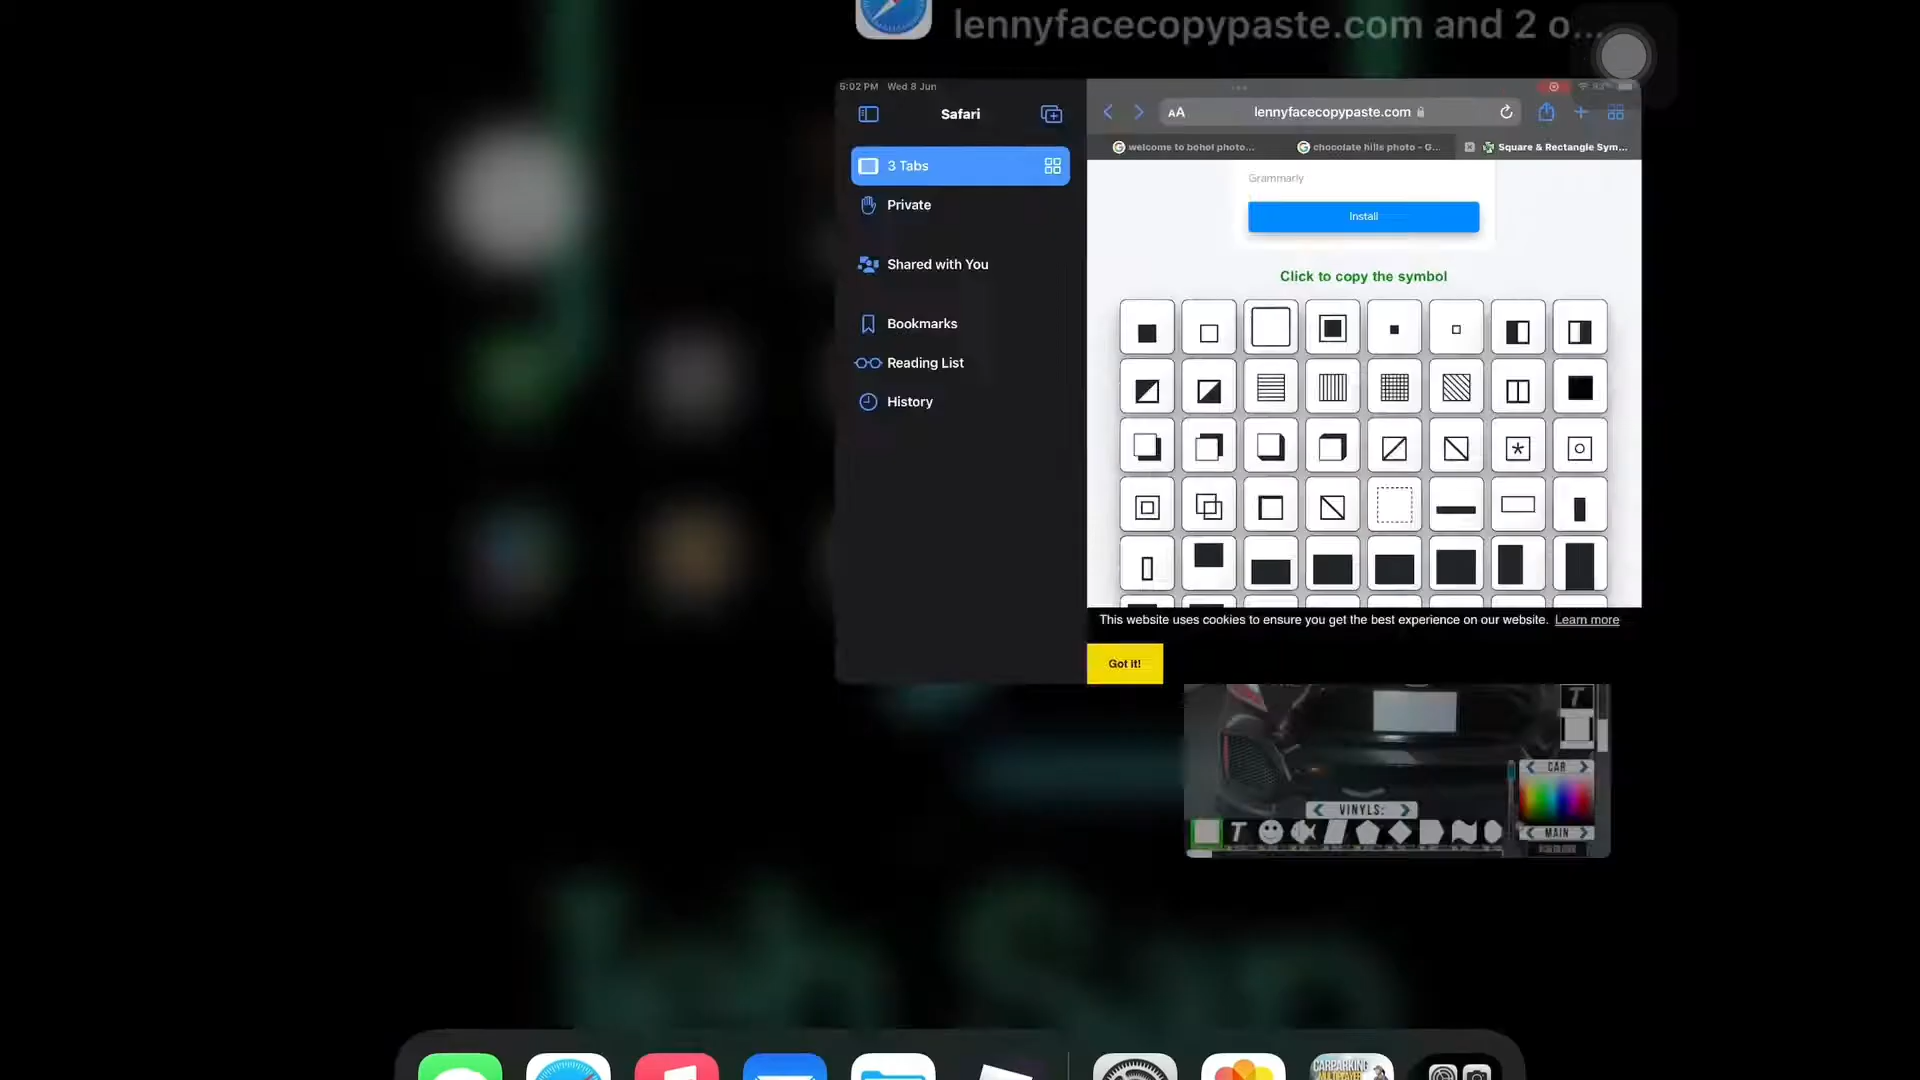 lennyfacecopypaste.com and 2 o...
5:02 PM Wed 8 Jun
Safari
AA
lennyfacecopypaste.com
welcome to bohol photo...
chocolate hills photo - G...
Square & Rectangle Sym...
3 Tabs
Private
Shared with You
Bookmarks
Reading List
History
Grammarly
Install
Click to copy the symbol
This website uses cookies to ensure you get the best experience on our website. Learn more
Got it!
T
CAR
VINYLS:
T
MAIN
CARPARKING
MULTIPLAYER